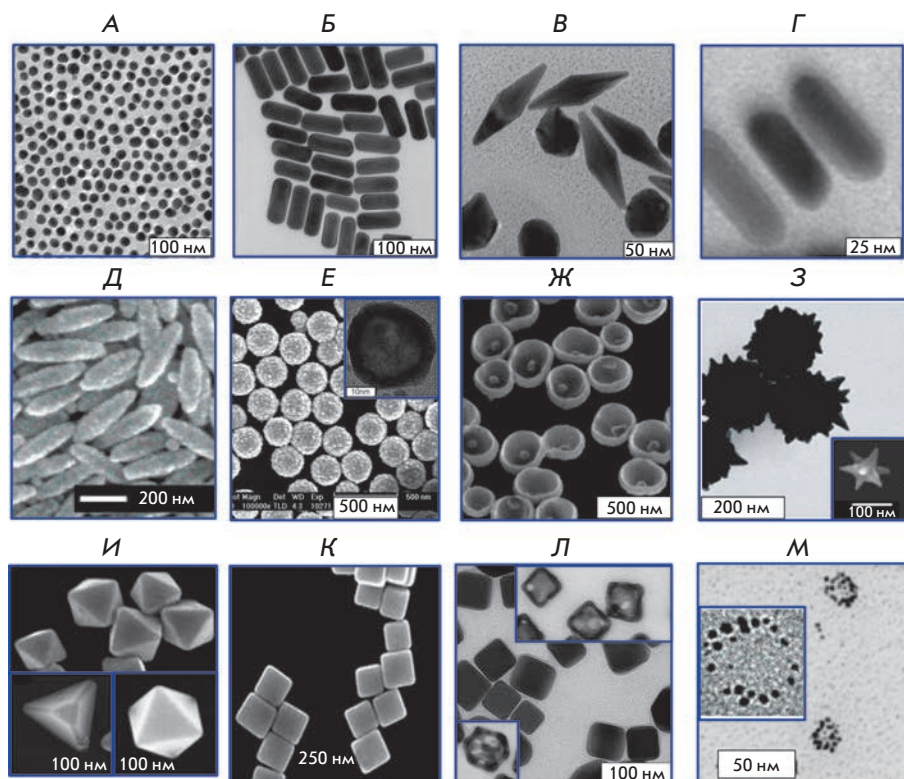 А Б В Г
100 нм 100 нм 50 нм 25 нм
Д Е Ж З
10nm
200 нм 500 нм 500 нм 200 нм 100 нм
И К Л М
100 нм 100 нм 250 нм 100 нм 50 нм